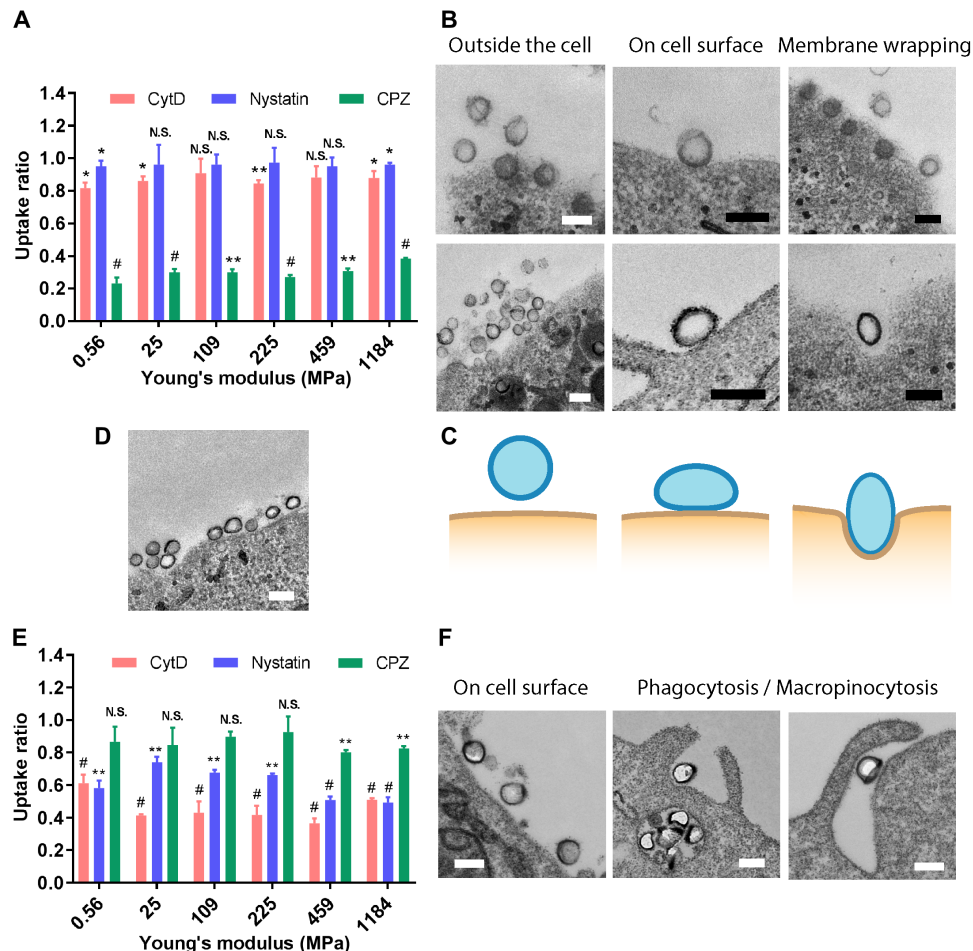 A
CytD Nystatin CPZ
Uptake ratio
1.4
1.2
1.0
0.8
0.6
0.4
0.2
0.0
* * #
* N.S. #
N.S. N.S. **
** N.S. #
N.S. N.S. **
* * #
0.56 25 109 225 459 1184
Young's modulus (MPa)
B
Outside the cell On cell surface Membrane wrapping
D
C
E
CytD Nystatin CPZ
Uptake ratio
1.4
1.2
1.0
0.8
0.6
0.4
0.2
0.0
# ** N.S.
# ** N.S.
# ** N.S.
# ** N.S.
# # **
# # **
0.56 25 109 225 459 1184
Young's modulus (MPa)
F
On cell surface Phagocytosis / Macropinocytosis